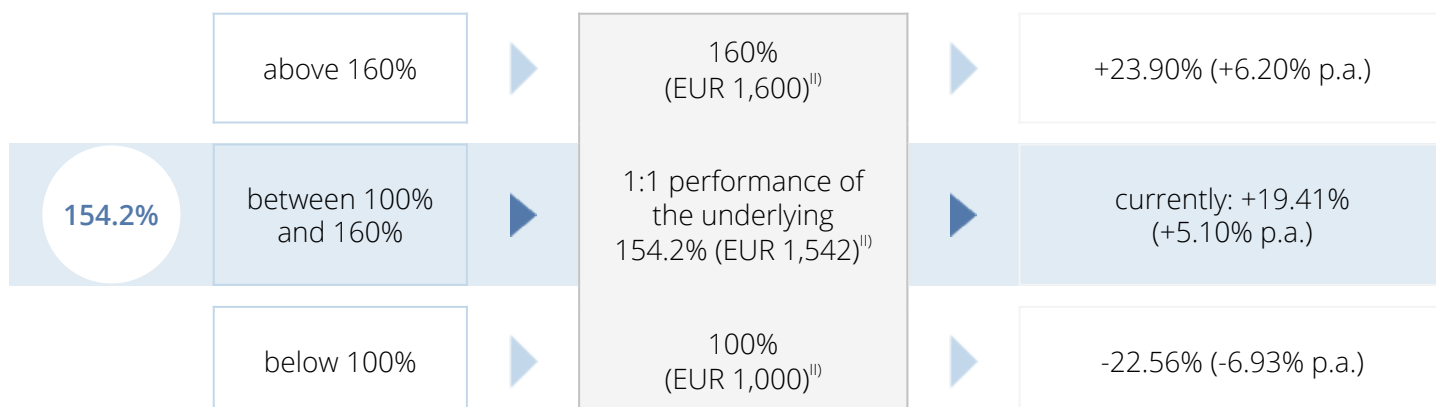 above 160%
160%
(EUR 1,600)II)
+23.90% (+6.20% p.a.)
154.2%
between 100%
and 160%
1:1 performance of
the underlying
154.2% (EUR 1,542)II)
currently: +19.41%
(+5.10% p.a.)
below 100%
100%
(EUR 1,000)II)
-22.56% (-6.93% p.a.)